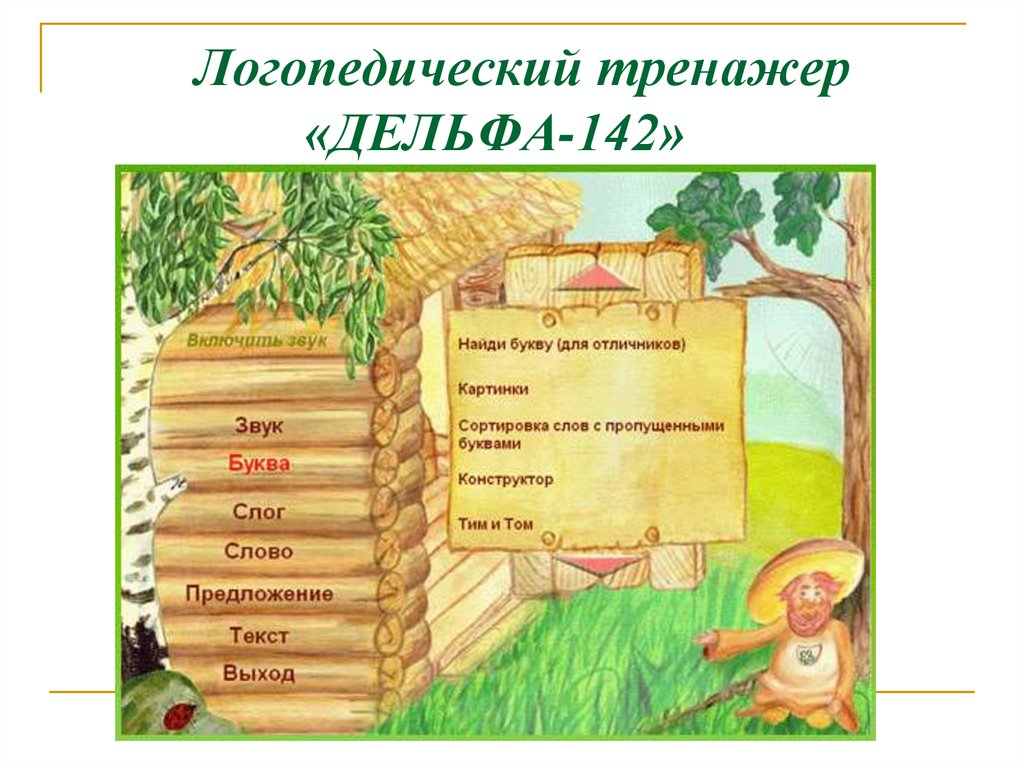 Логопедический тренажер
«ДЕЛЬФА-142»
Включить звук
Звук
Буква
Слог
Слово
Предложение
Текст
Выход
Найди букву (для отличников)
Картинки
Сортировка слов с пропущенными
буквами
Конструктор
Тим и Том